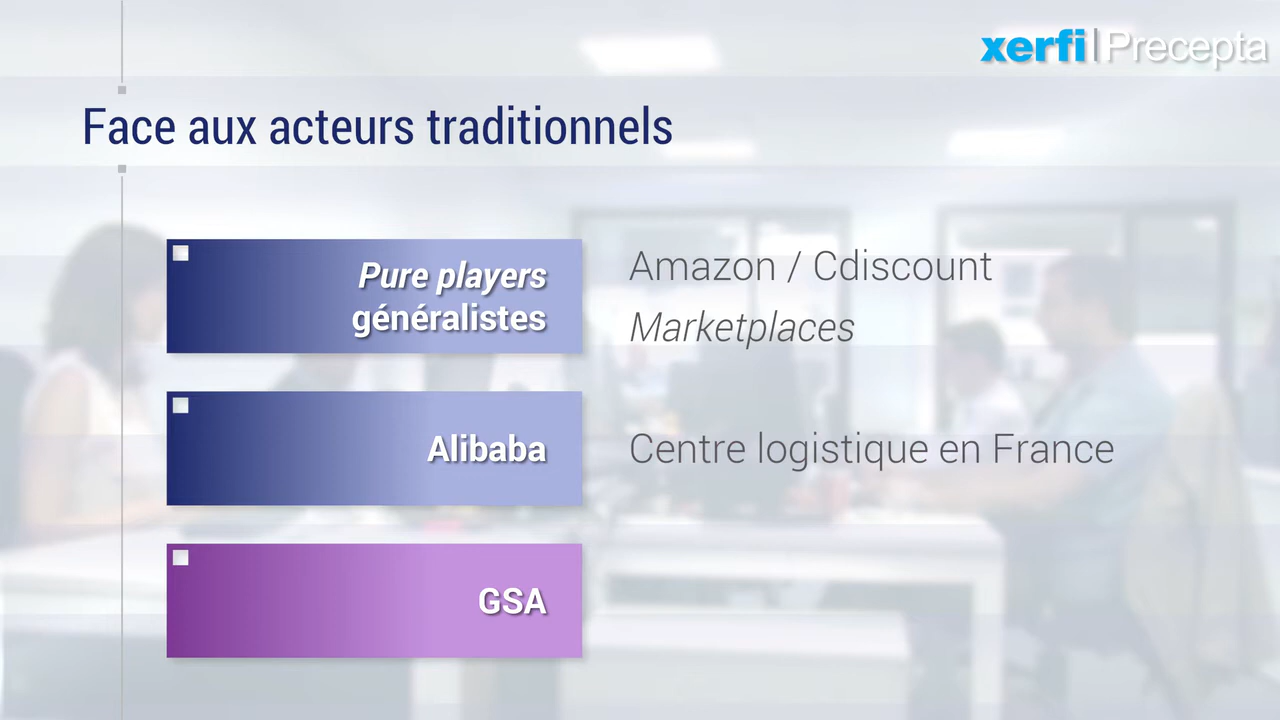 xerfi|Precepta
Face aux acteurs traditionnels
Pure players
généralistes
Amazon / Cdiscount
Marketplaces
Alibaba
Centre logistique en France
GSA